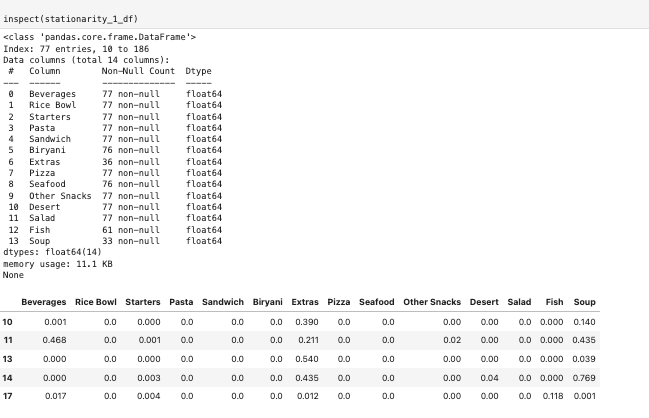 inspect(stationarity_1_df)
<class 'pandas.core.frame.DataFrame'>
Index: 77 entries, 10 to 186
Data columns (total 14 columns):
 #   Column        Non-Null Count  Dtype
---  ------        --------------  -----
 0   Beverages     77 non-null     float64
 1   Rice Bowl     77 non-null     float64
 2   Starters      77 non-null     float64
 3   Pasta         77 non-null     float64
 4   Sandwich      77 non-null     float64
 5   Biryani       76 non-null     float64
 6   Extras        36 non-null     float64
 7   Pizza         77 non-null     float64
 8   Seafood       76 non-null     float64
 9   Other Snacks  77 non-null     float64
 10  Desert        77 non-null     float64
 11  Salad         77 non-null     float64
 12  Fish          61 non-null     float64
 13  Soup          33 non-null     float64
dtypes: float64(14)
memory usage: 11.1 KB
None
Beverages Rice Bowl Starters Pasta Sandwich Biryani Extras Pizza Seafood Other Snacks Desert Salad Fish Soup
10 0.001 0.0 0.000 0.0 0.0 0.0 0.390 0.0 0.0 0.00 0.00 0.0 0.000 0.140
11 0.468 0.0 0.001 0.0 0.0 0.0 0.211 0.0 0.0 0.02 0.00 0.0 0.000 0.435
13 0.000 0.0 0.000 0.0 0.0 0.0 0.540 0.0 0.0 0.00 0.00 0.0 0.000 0.039
14 0.000 0.0 0.003 0.0 0.0 0.0 0.435 0.0 0.0 0.00 0.04 0.0 0.000 0.769
17 0.017 0.0 0.004 0.0 0.0 0.0 0.012 0.0 0.0 0.00 0.00 0.0 0.118 0.001